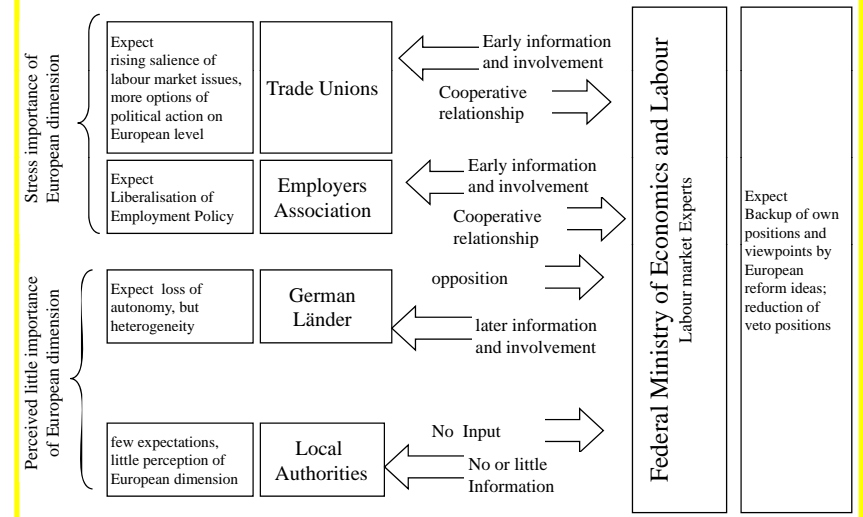 Stress importance of
European dimension
Expect
rising salience of
labour market issues,
more options of
political action on
European level
Trade Unions
Early information
and involvement
Cooperative
relationship
Expect
Liberalisation of
Employment Policy
Employers
Association
Early information
and involvement
Cooperative
relationship
Perceived little importance
of European dimension
Expect loss of
autonomy, but
heterogeneity
German
Länder
opposition
later information
and involvement
few expectations,
little perception of
European dimension
Local
Authorities
No Input
No or little
Information
Federal Ministry of Economics and Labour
Labour market Experts
Expect
Backup of own
positions and
viewpoints by
European
reform ideas;
reduction of
veto positions